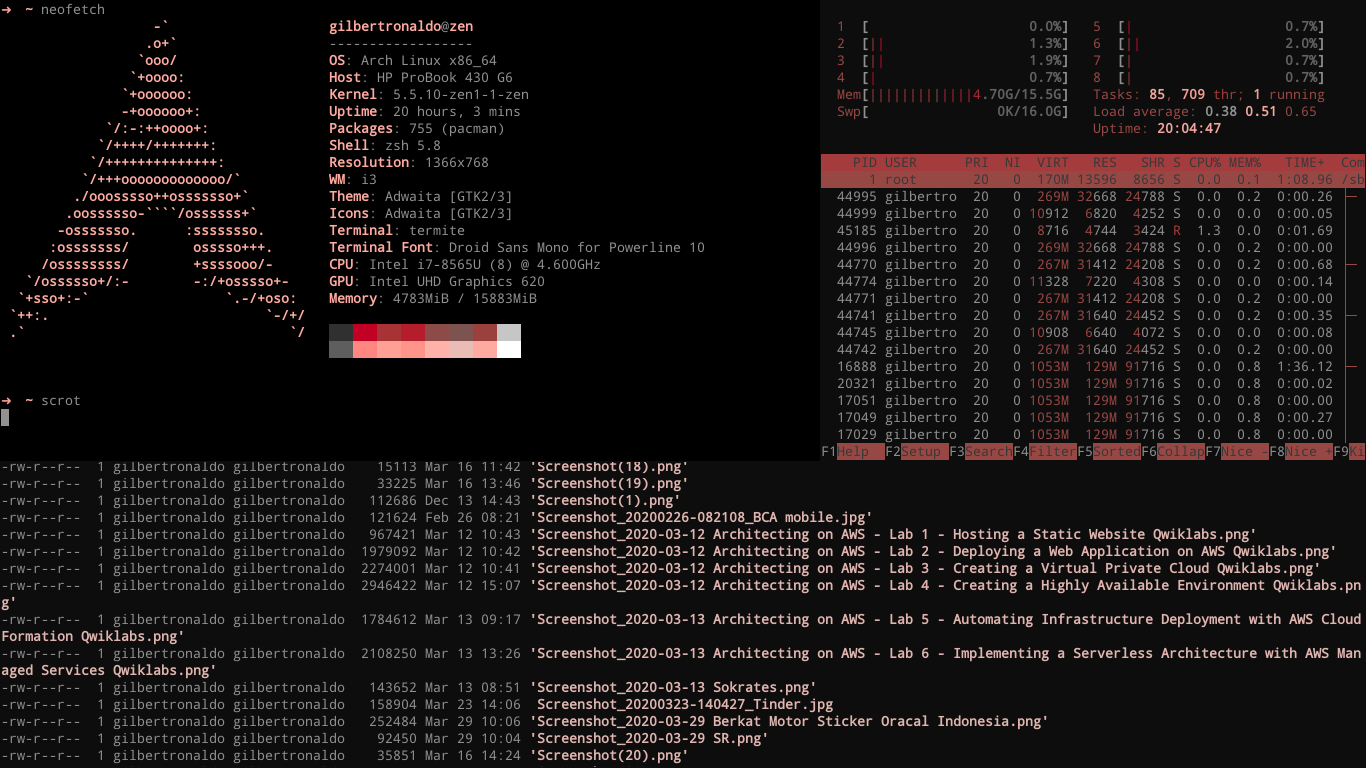 ➜  ~ neofetch
                   -`
                  .o+`
                 `ooo/
                `+oooo:
               `+oooooo:
               -+oooooo+:
             `/:-:++oooo+:
            `/++++/+++++++:
           `/++++++++++++++:
          `/+++ooooooooooooo/`
         ./ooosssso++osssssso+`
        .oossssso-````/ossssss+`
       -osssssso.      :ssssssso.
      :osssssss/        osssso+++.
     /ossssssss/        +ssssooo/-
   `/ossssso+/:-        -:/+osssso+-
  `+sso+:-`                 `.-/+oso:
 `++:.                           `-/+/
 .`                                 `/
gilbertronaldo@zen
------------------
OS: Arch Linux x86_64
Host: HP ProBook 430 G6
Kernel: 5.5.10-zen1-1-zen
Uptime: 20 hours, 3 mins
Packages: 755 (pacman)
Shell: zsh 5.8
Resolution: 1366x768
WM: i3
Theme: Adwaita [GTK2/3]
Icons: Adwaita [GTK2/3]
Terminal: termite
Terminal Font: Droid Sans Mono for Powerline 10
CPU: Intel i7-8565U (8) @ 4.600GHz
GPU: Intel UHD Graphics 620
Memory: 4783MiB / 15883MiB
➜  ~ scrot
1  [                    0.0%]   5  [|                   0.7%]
2  [||                  1.3%]   6  [||                  2.0%]
3  [||                  1.9%]   7  [|                   0.7%]
4  [|                   0.7%]   8  [|                   0.7%]
Mem[|||||||||||||4.70G/15.5G]   Tasks: 85, 709 thr; 1 running
Swp[                0K/16.0G]   Load average: 0.38 0.51 0.65
Uptime: 20:04:47
PID USER      PRI  NI  VIRT   RES   SHR S CPU% MEM%   TIME+  Com
1 root       20   0  170M 13596  8656 S  0.0  0.1  1:08.96 /sb
44995 gilbertro  20   0  269M 32668 24788 S  0.0  0.2  0:00.26
44999 gilbertro  20   0 10912  6820  4252 S  0.0  0.0  0:00.05
45185 gilbertro  20   0  8716  4744  3424 R  1.3  0.0  0:01.69
44996 gilbertro  20   0  269M 32668 24788 S  0.0  0.2  0:00.00
44770 gilbertro  20   0  267M 31412 24208 S  0.0  0.2  0:00.68
44774 gilbertro  20   0 11328  7220  4308 S  0.0  0.0  0:00.14
44771 gilbertro  20   0  267M 31412 24208 S  0.0  0.2  0:00.00
44741 gilbertro  20   0  267M 31640 24452 S  0.0  0.2  0:00.35
44745 gilbertro  20   0 10908  6640  4072 S  0.0  0.0  0:00.08
44742 gilbertro  20   0  267M 31640 24452 S  0.0  0.2  0:00.00
16888 gilbertro  20   0 1053M  129M 91716 S  0.0  0.8  1:36.12
20321 gilbertro  20   0 1053M  129M 91716 S  0.0  0.8  0:00.02
17051 gilbertro  20   0 1053M  129M 91716 S  0.0  0.8  0:00.00
17049 gilbertro  20   0 1053M  129M 91716 S  0.0  0.8  0:00.27
17029 gilbertro  20   0 1053M  129M 91716 S  0.0  0.8  0:00.00
F1Help  F2Setup F3SearchF4FilterF5SortedF6CollapF7Nice -F8Nice +F9Ki
-rw-r--r--  1 gilbertronaldo gilbertronaldo    15113 Mar 16 11:42 'Screenshot(18).png'
-rw-r--r--  1 gilbertronaldo gilbertronaldo    33225 Mar 16 13:46 'Screenshot(19).png'
-rw-r--r--  1 gilbertronaldo gilbertronaldo   112686 Dec 13 14:43 'Screenshot(1).png'
-rw-r--r--  1 gilbertronaldo gilbertronaldo   121624 Feb 26 08:21 'Screenshot_20200226-082108_BCA mobile.jpg'
-rw-r--r--  1 gilbertronaldo gilbertronaldo   967421 Mar 12 10:43 'Screenshot_2020-03-12 Architecting on AWS - Lab 1 - Hosting a Static Website Qwiklabs.png'
-rw-r--r--  1 gilbertronaldo gilbertronaldo  1979092 Mar 12 10:42 'Screenshot_2020-03-12 Architecting on AWS - Lab 2 - Deploying a Web Application on AWS Qwiklabs.png'
-rw-r--r--  1 gilbertronaldo gilbertronaldo  2274001 Mar 12 10:41 'Screenshot_2020-03-12 Architecting on AWS - Lab 3 - Creating a Virtual Private Cloud Qwiklabs.png'
-rw-r--r--  1 gilbertronaldo gilbertronaldo  2946422 Mar 12 15:07 'Screenshot_2020-03-12 Architecting on AWS - Lab 4 - Creating a Highly Available Environment Qwiklabs.pn
g'
-rw-r--r--  1 gilbertronaldo gilbertronaldo  1784612 Mar 13 09:17 'Screenshot_2020-03-13 Architecting on AWS - Lab 5 - Automating Infrastructure Deployment with AWS Cloud
Formation Qwiklabs.png'
-rw-r--r--  1 gilbertronaldo gilbertronaldo  2108250 Mar 13 13:26 'Screenshot_2020-03-13 Architecting on AWS - Lab 6 - Implementing a Serverless Architecture with AWS Man
aged Services Qwiklabs.png'
-rw-r--r--  1 gilbertronaldo gilbertronaldo   143652 Mar 13 08:51 'Screenshot_2020-03-13 Sokrates.png'
-rw-r--r--  1 gilbertronaldo gilbertronaldo   158904 Mar 23 14:06  Screenshot_20200323-140427_Tinder.jpg
-rw-r--r--  1 gilbertronaldo gilbertronaldo   252484 Mar 29 10:06 'Screenshot_2020-03-29 Berkat Motor Sticker Oracal Indonesia.png'
-rw-r--r--  1 gilbertronaldo gilbertronaldo    92450 Mar 29 10:04 'Screenshot_2020-03-29 SR.png'
-rw-r--r--  1 gilbertronaldo gilbertronaldo    35851 Mar 16 14:24 'Screenshot(20).png'